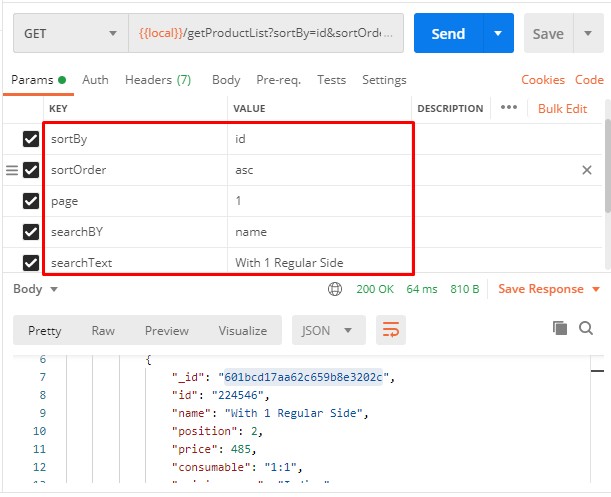 GET {{local}}/getProductList?sortBy=id&sortOrde... Send Save
Params Auth Headers (7) Body Pre-req. Tests Settings Cookies Code
KEY VALUE DESCRIPTION ••• Bulk Edit
sortBy id
sortOrder asc
page 1
searchBY name
searchText With 1 Regular Side
Body 200 OK 64 ms 810 B Save Response
Pretty Raw Preview Visualize JSON
6 {
7 "_id": "601bcd17aa62c659b8e3202c",
8 "id": "224546",
9 "name": "With 1 Regular Side",
10 "position": 2,
11 "price": 485,
12 "consumable": "1:1",